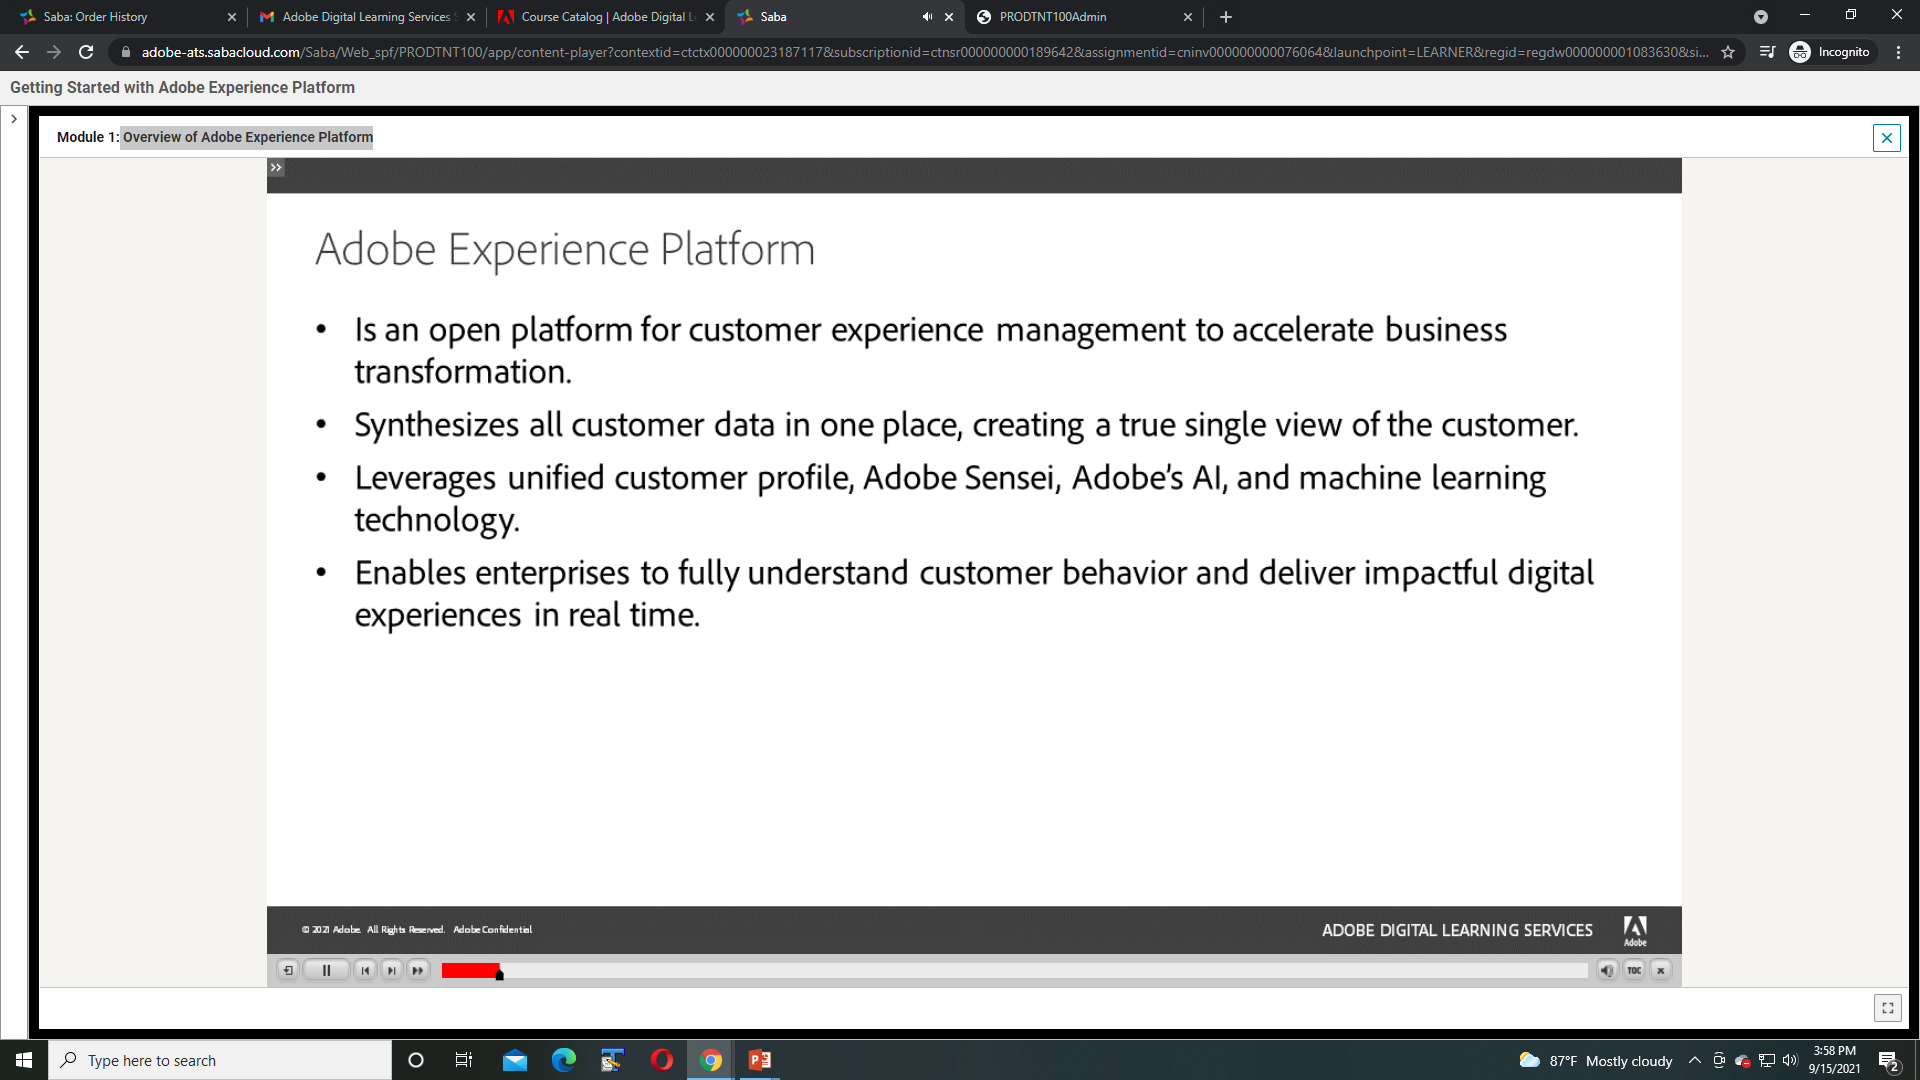 Saba: Order History
Adobe Digital Learning Services S
Course Catalog | Adobe Digital L
Saba
PRODTNT100Admin
adobe-ats.sabacloud.com/Saba/Web_spf/PRODTNT100/app/content-player?contextid=ctctx000000023187117&subscriptionid=ctnsr000000000189642&assignmentid=cninv000000000076064&launchpoint=LEARNER&regid=regdw000000001083630&si...
Incognito
Getting Started with Adobe Experience Platform
Module 1: Overview of Adobe Experience Platform
Adobe Experience Platform
• Is an open platform for customer experience management to accelerate business
transformation.
• Synthesizes all customer data in one place, creating a true single view of the customer.
• Leverages unified customer profile, Adobe Sensei, Adobe's AI, and machine learning
technology.
• Enables enterprises to fully understand customer behavior and deliver impactful digital
experiences in real time.
© 2021 Adobe. All Rights Reserved. Adobe Confidential
ADOBE DIGITAL LEARNING SERVICES
Adobe
TOC
Type here to search
87°F Mostly cloudy
3:58 PM
9/15/2021
2